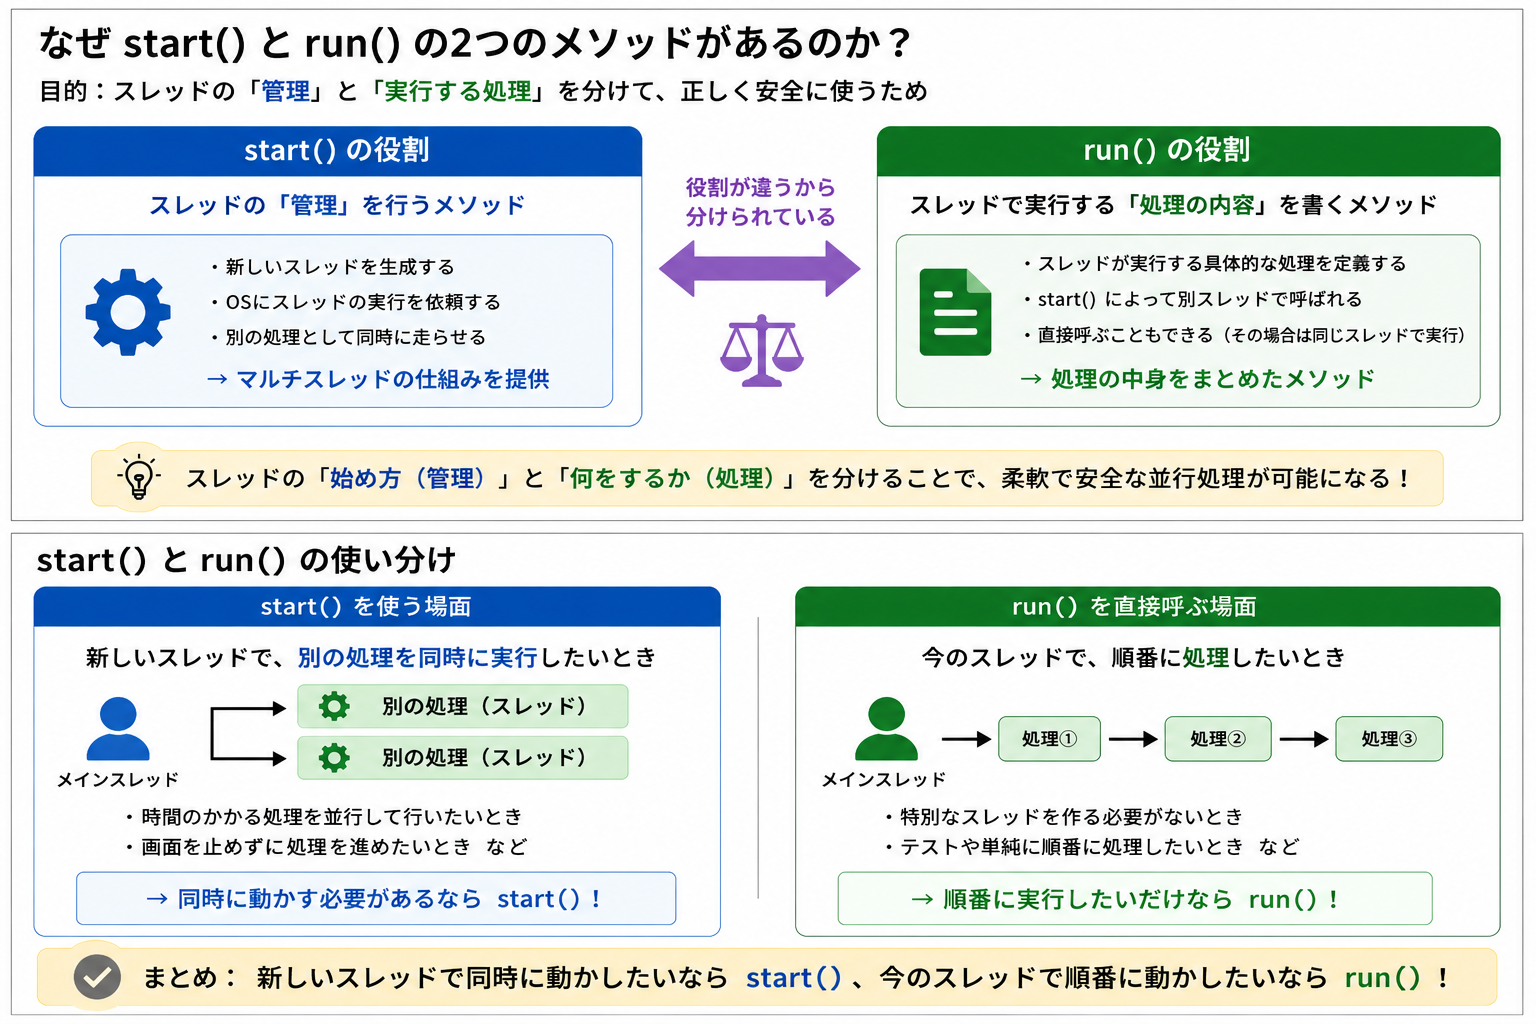 なぜ start() と run() の2つのメソッドがあるのか？
目的：スレッドの「管理」と「実行する処理」を分けて、正しく安全に使うため
start() の役割
スレッドの「管理」を行うメソッド
・新しいスレッドを生成する
・OSにスレッドの実行を依頼する
・別の処理として同時に走らせる
→ マルチスレッドの仕組みを提供
役割が違うから
分けられている
run() の役割
スレッドで実行する「処理の内容」を書くメソッド
・スレッドが実行する具体的な処理を定義する
・start() によって別スレッドで呼ばれる
・直接呼ぶこともできる（その場合は同じスレッドで実行）
→ 処理の中身をまとめたメソッド
スレッドの「始め方（管理）」と「何をするか（処理）」を分けることで、柔軟で安全な並行処理が可能になる！
start() と run() の使い分け
start() を使う場面
新しいスレッドで、別の処理を同時に実行したいとき
メインスレッド
別の処理（スレッド）
別の処理（スレッド）
・時間のかかる処理を並行して行いたいとき
・画面を止めずに処理を進めたいとき など
→ 同時に動かす必要があるなら start()！
run() を直接呼ぶ場面
今のスレッドで、順番に処理したいとき
メインスレッド
処理①
処理②
処理③
・特別なスレッドを作る必要がないとき
・テストや単純に順番に処理したいとき など
→ 順番に実行したいだけなら run()！
まとめ： 新しいスレッドで同時に動かしたいなら start()、今のスレッドで順番に動かしたいなら run()！